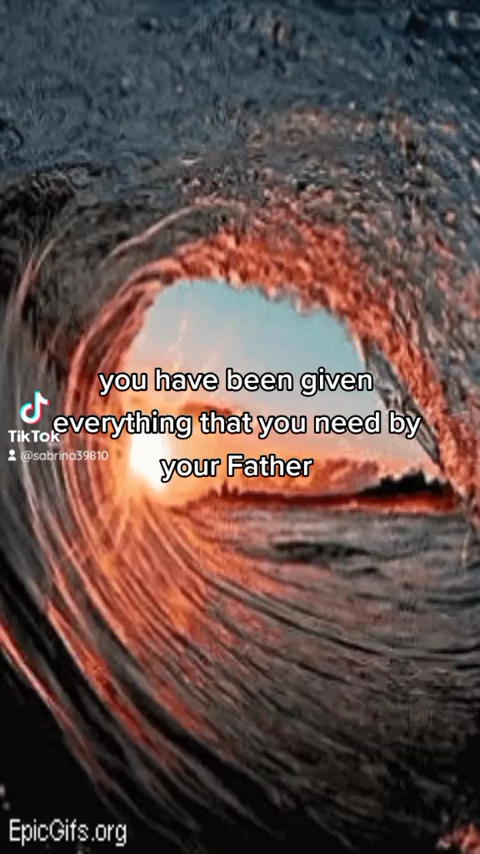 you have been given
everything that you need by
your Father
TikTok
@sabrina39810
EpicGifs.org